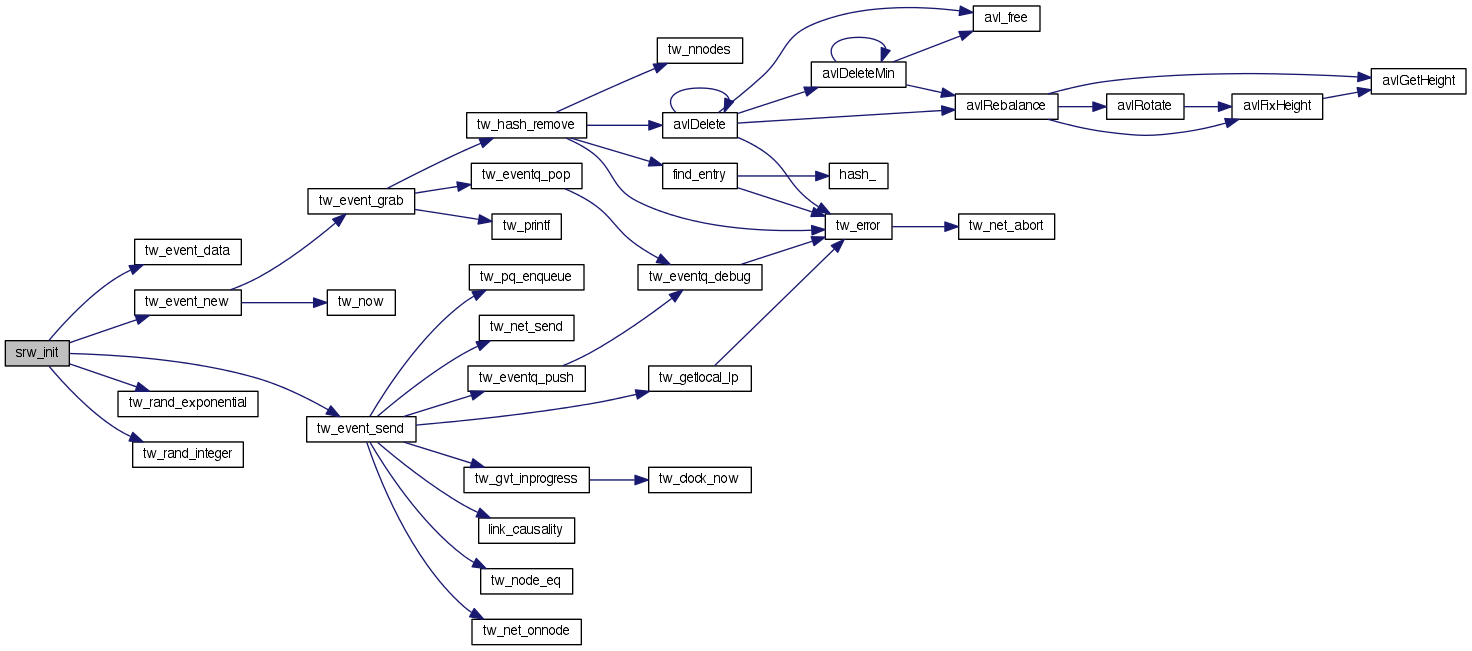 avl_free
tw_nnodes
avlDeleteMin
avlGetHeight
avlRebalance
avlRotate
avlFixHeight
tw_hash_remove
avlDelete
tw_eventq_pop
find_entry
hash_
tw_event_grab
tw_printf
tw_error
tw_net_abort
tw_event_data
tw_pq_enqueue
tw_eventq_debug
tw_event_new
tw_now
tw_net_send
srw_init
tw_eventq_push
tw_getlocal_lp
tw_rand_exponential
tw_event_send
tw_rand_integer
tw_gvt_inprogress
tw_clock_now
link_causality
tw_node_eq
tw_net_onnode